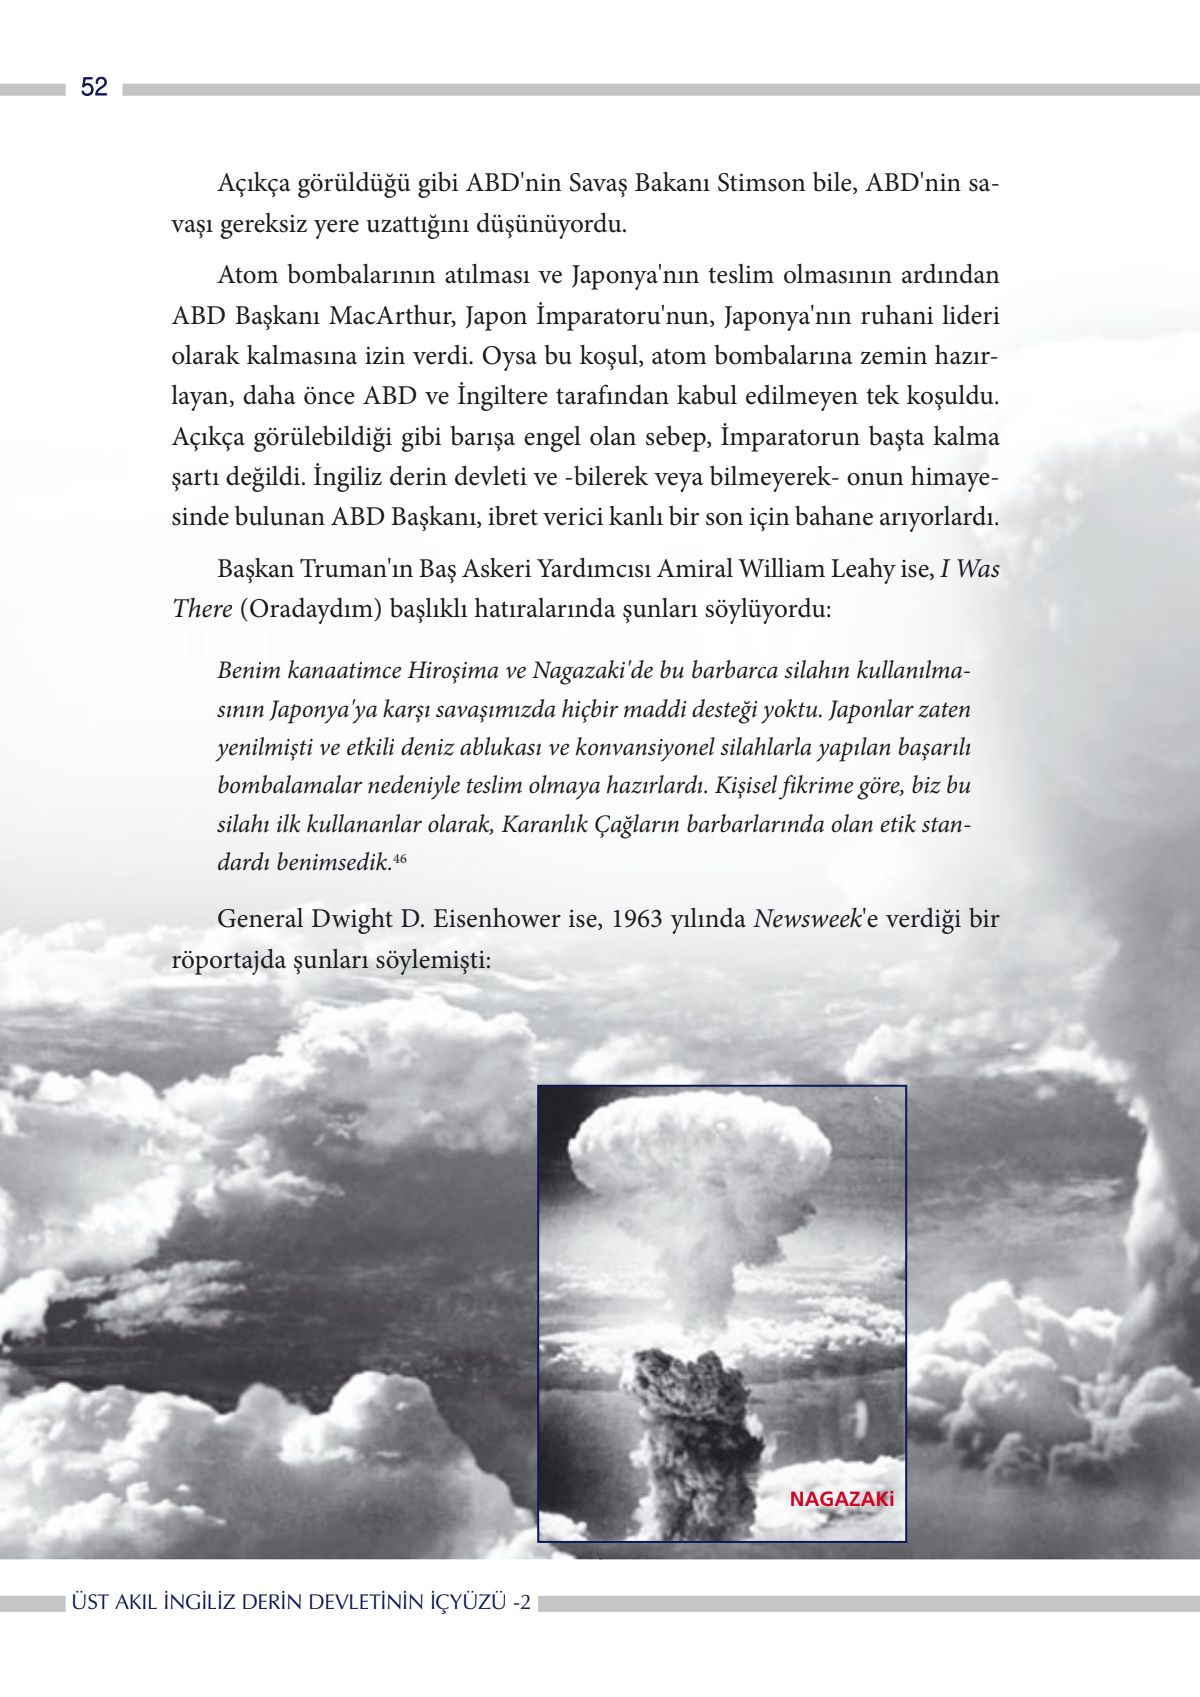 52
Açıkça görüldüğü gibi ABD'nin Savaş Bakanı Stimson bile, ABD'nin sa-
vaşı gereksiz yere uzattığını düşünüyordu.
Atom bombalarının atılması ve Japonya'nın teslim olmasının ardından
ABD Başkanı MacArthur, Japon İmparatoru'nun, Japonya'nın ruhani lideri
olarak kalmasına izin verdi. Oysa bu koşul, atom bombalarına zemin hazır-
layan, daha önce ABD ve İngiltere tarafından kabul edilmeyen tek koşuldu.
Açıkça görülebildiği gibi barışa engel olan sebep, İmparatorun başta kalma
şartı değildi. İngiliz derin devleti ve -bilerek veya bilmeyerek- onun himaye-
sinde bulunan ABD Başkanı, ibret verici kanlı bir son için bahane arıyorlardı.
Başkan Truman'ın Baş Askeri Yardımcısı Amiral William Leahy ise, I Was
There (Oradaydım) başlıklı hatıralarında şunları söylüyordu:
Benim kanaatimce Hiroşima ve Nagazaki'de bu barbarca silahın kullanılma-
sının Japonya'ya karşı savaşımızda hiçbir maddi desteği yoktu. Japonlar zaten
yenilmişti ve etkili deniz ablukası ve konvansiyonel silahlarla yapılan başarılı
bombalamalar nedeniyle teslim olmaya hazırlardı. Kişisel fikrime göre, biz bu
silahı ilk kullananlar olarak, Karanlık Çağların barbarlarında olan etik stan-
dardı benimsedik.46
General Dwight D. Eisenhower ise, 1963 yılında Newsweek'e verdiği bir
röportajda şunları söylemişti:
NAGAZAKi
ÜST AKIL İNGİLİZ DERİN DEVLETİNİN İÇYÜZÜ -2